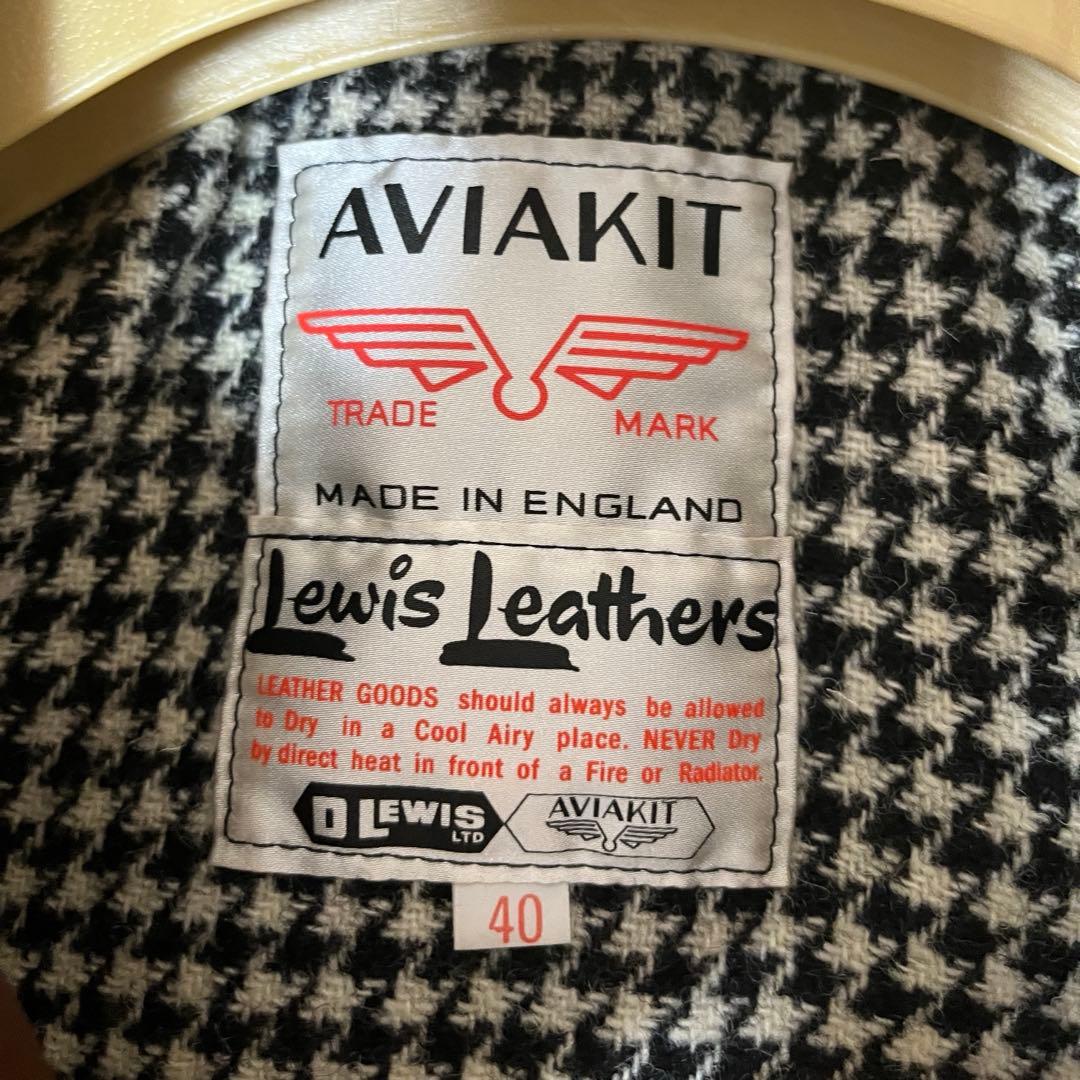 AVIAKIT
TRADE MARK
MADE IN ENGLAND
Lewis Leathers
LEATHER GOODS should always be allowed
to Dry in a Cool Airy place. NEVER Dry
by direct heat in front of a Fire or Radiator.
D LEWIS LTD AVIAKIT
40